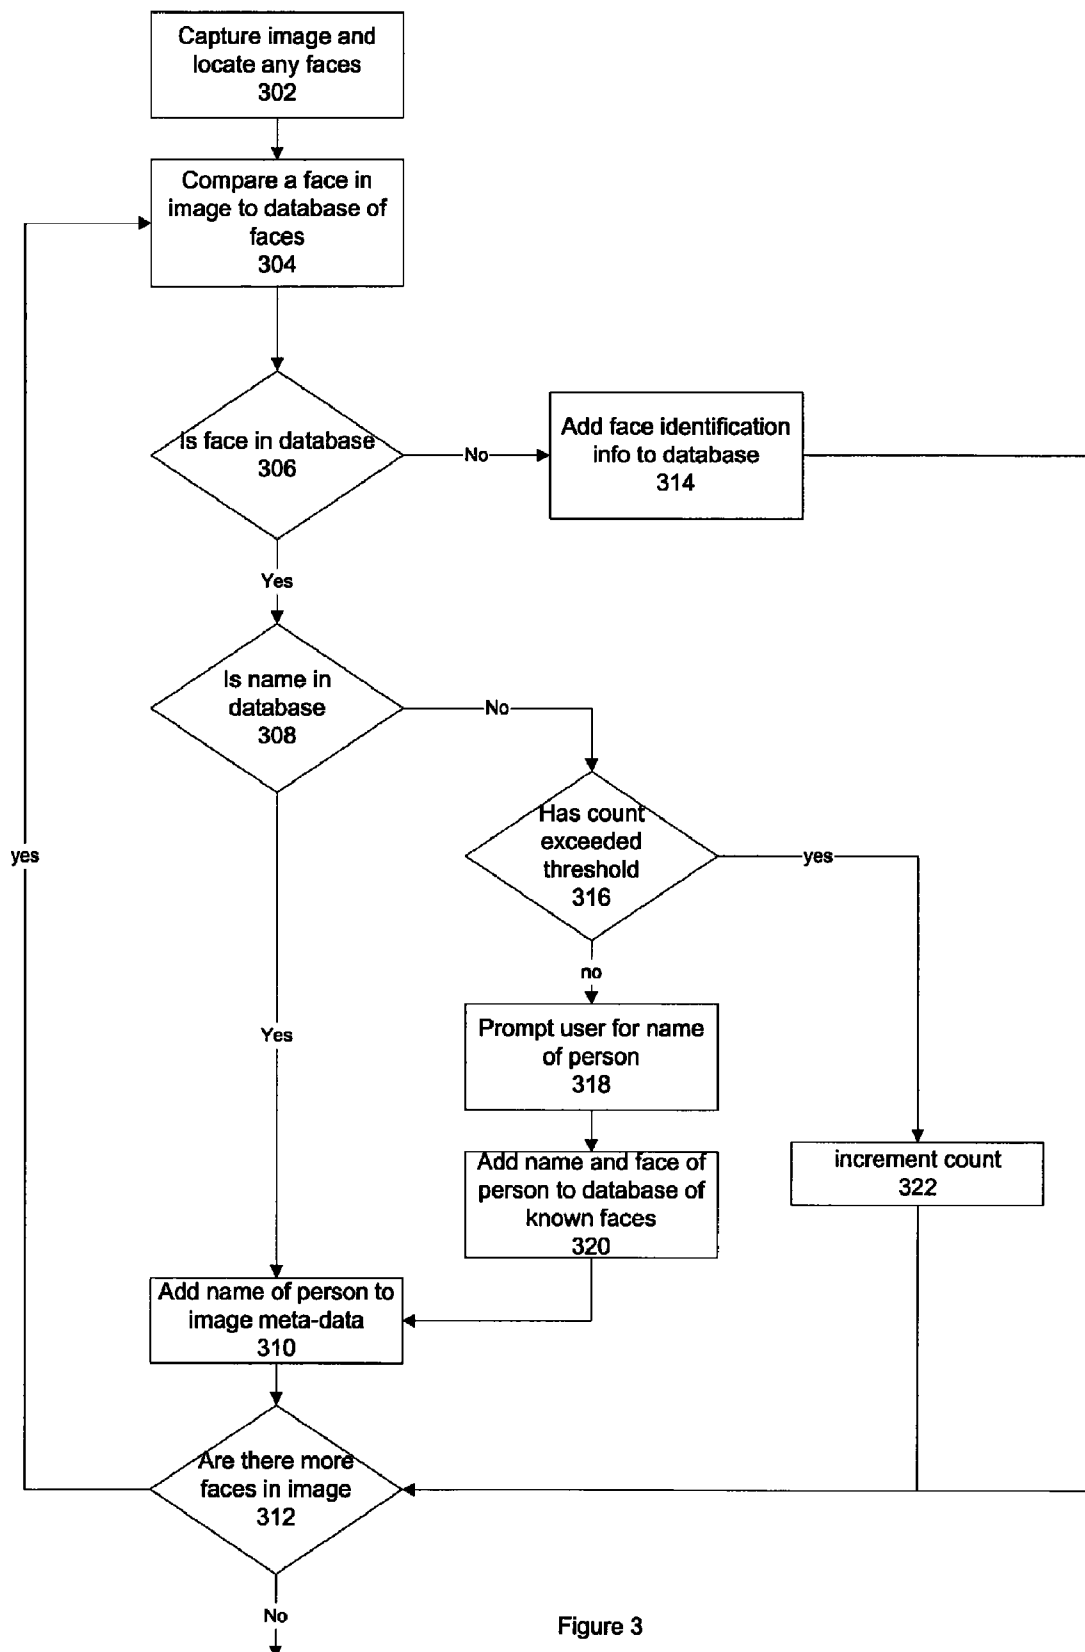 Capture image and
locate any faces
302
Compare a face in
image to database of
faces
304
Is face in database
306
No
Add face identification
info to database
314
Yes
Is name in
database
308
No
Has count
exceeded
threshold
316
yes
yes
no
Prompt user for name
of person
318
Yes
Add name and face of
person to database of
known faces
320
increment count
322
Add name of person to
image meta-data
310
Are there more
faces in image
312
No
Figure 3